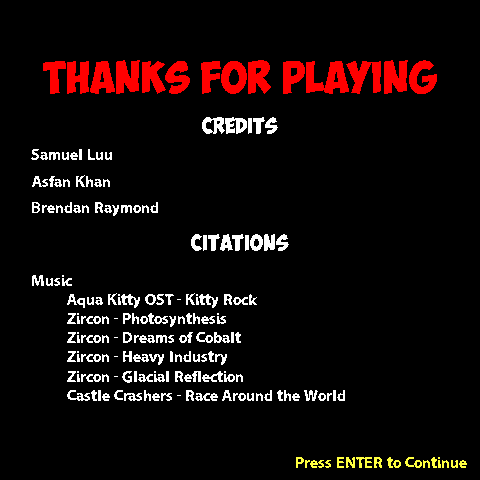 THANKS FOR PLAYING
CREDITS
Samuel Luu
Asfan Khan
Brendan Raymond
CITATIONS
Music
Aqua Kitty OST - Kitty Rock
Zircon - Photosynthesis
Zircon - Dreams of Cobalt
Zircon - Heavy Industry
Zircon - Glacial Reflection
Castle Crashers - Race Around the World
Press ENTER to Continue